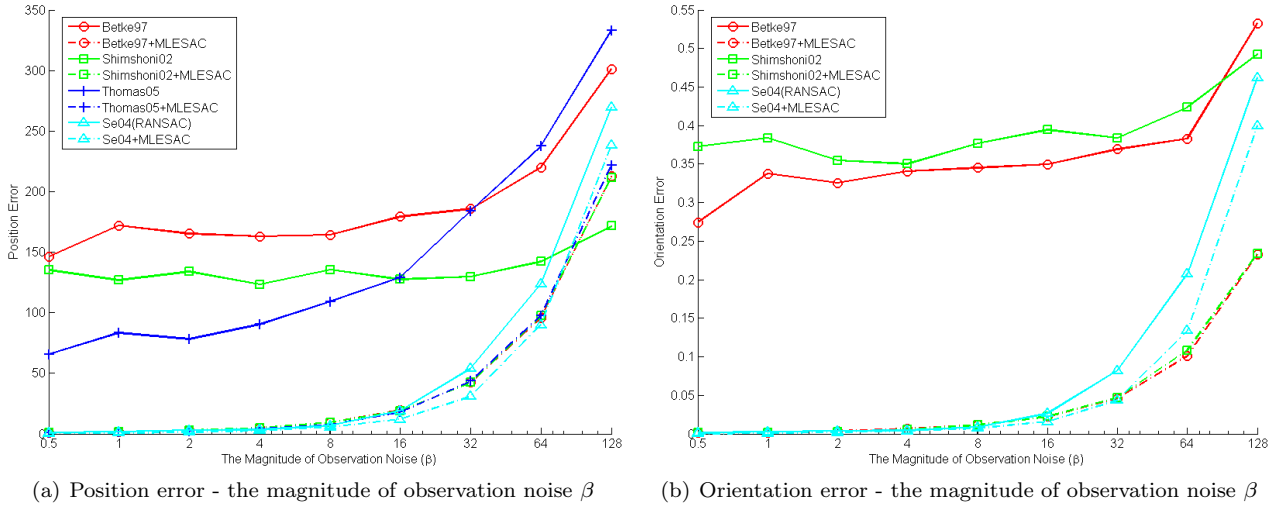 350
300
250
200
150
100
50
0
Position Error
Betke97
Betke97+MLESAC
Shimshoni02
Shimshoni02+MLESAC
Thomas05
Thomas05+MLESAC
Se04(RANSAC)
Se04+MLESAC
0.5 1 2 4 8 16 32 64 128
The Magnitude of Observation Noise (β)
(a) Position error - the magnitude of observation noise β
0.55
0.5
0.45
0.4
0.35
0.3
0.25
0.2
0.15
0.1
0.05
0
Orientation Error
Betke97
Betke97+MLESAC
Shimshoni02
Shimshoni02+MLESAC
Se04(RANSAC)
Se04+MLESAC
0.5 1 2 4 8 16 32 64 128
The Magnitude of Observation Noise (β)
(b) Orientation error - the magnitude of observation noise β